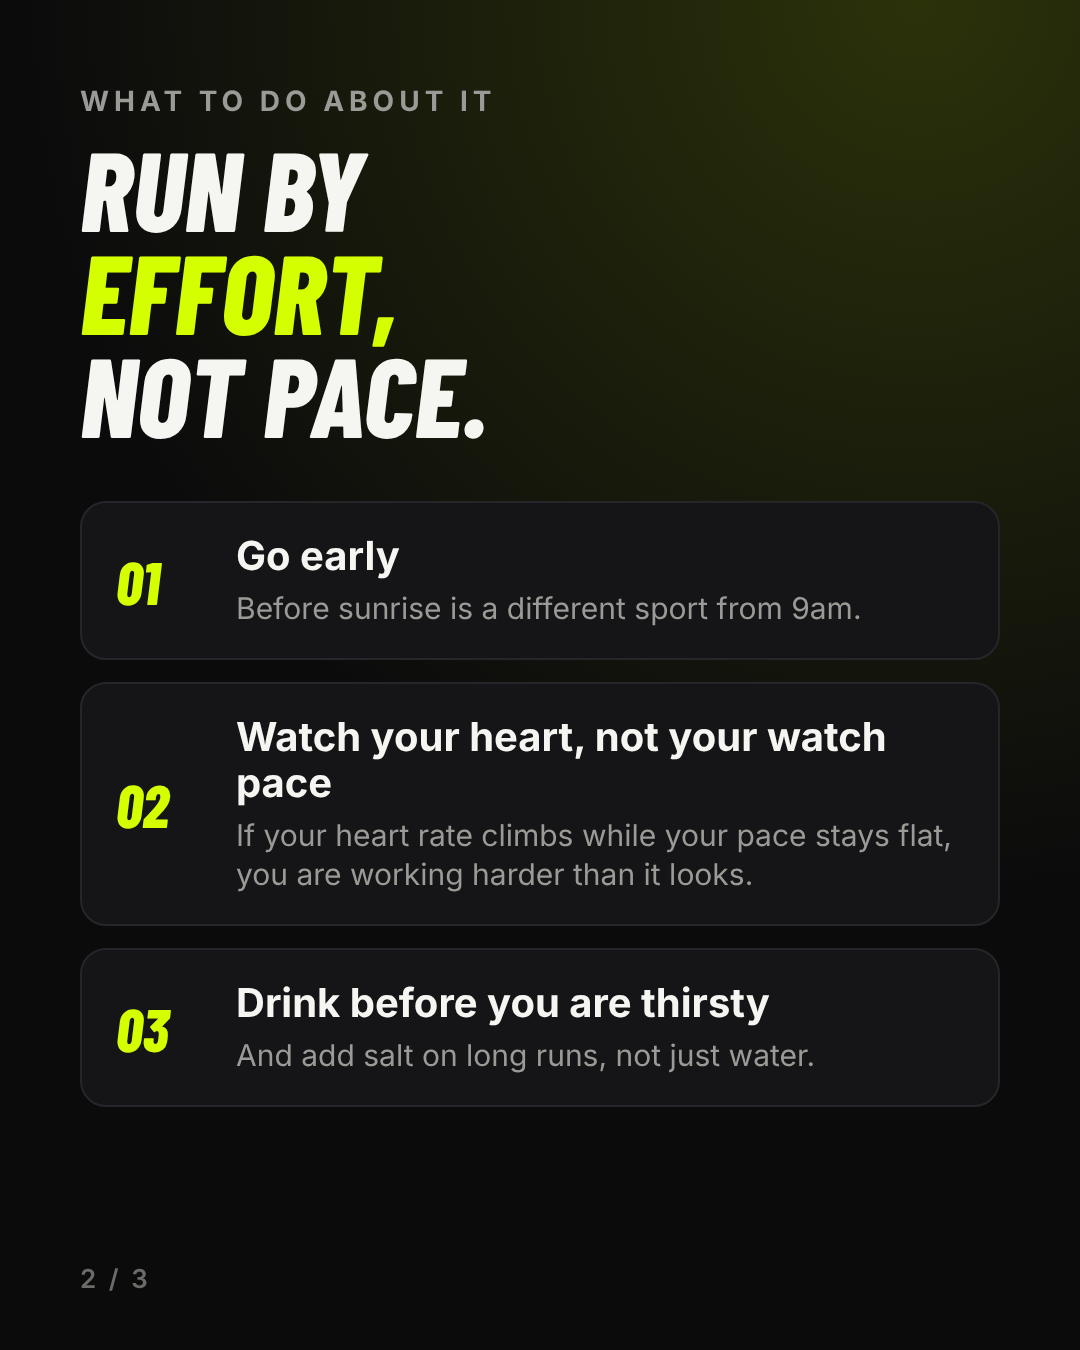 WHAT TO DO ABOUT IT
RUN BY
EFFORT,
NOT PACE.
01
Go early
Before sunrise is a different sport from 9am.
02
Watch your heart, not your watch
pace
If your heart rate climbs while your pace stays flat,
you are working harder than it looks.
03
Drink before you are thirsty
And add salt on long runs, not just water.
2 / 3